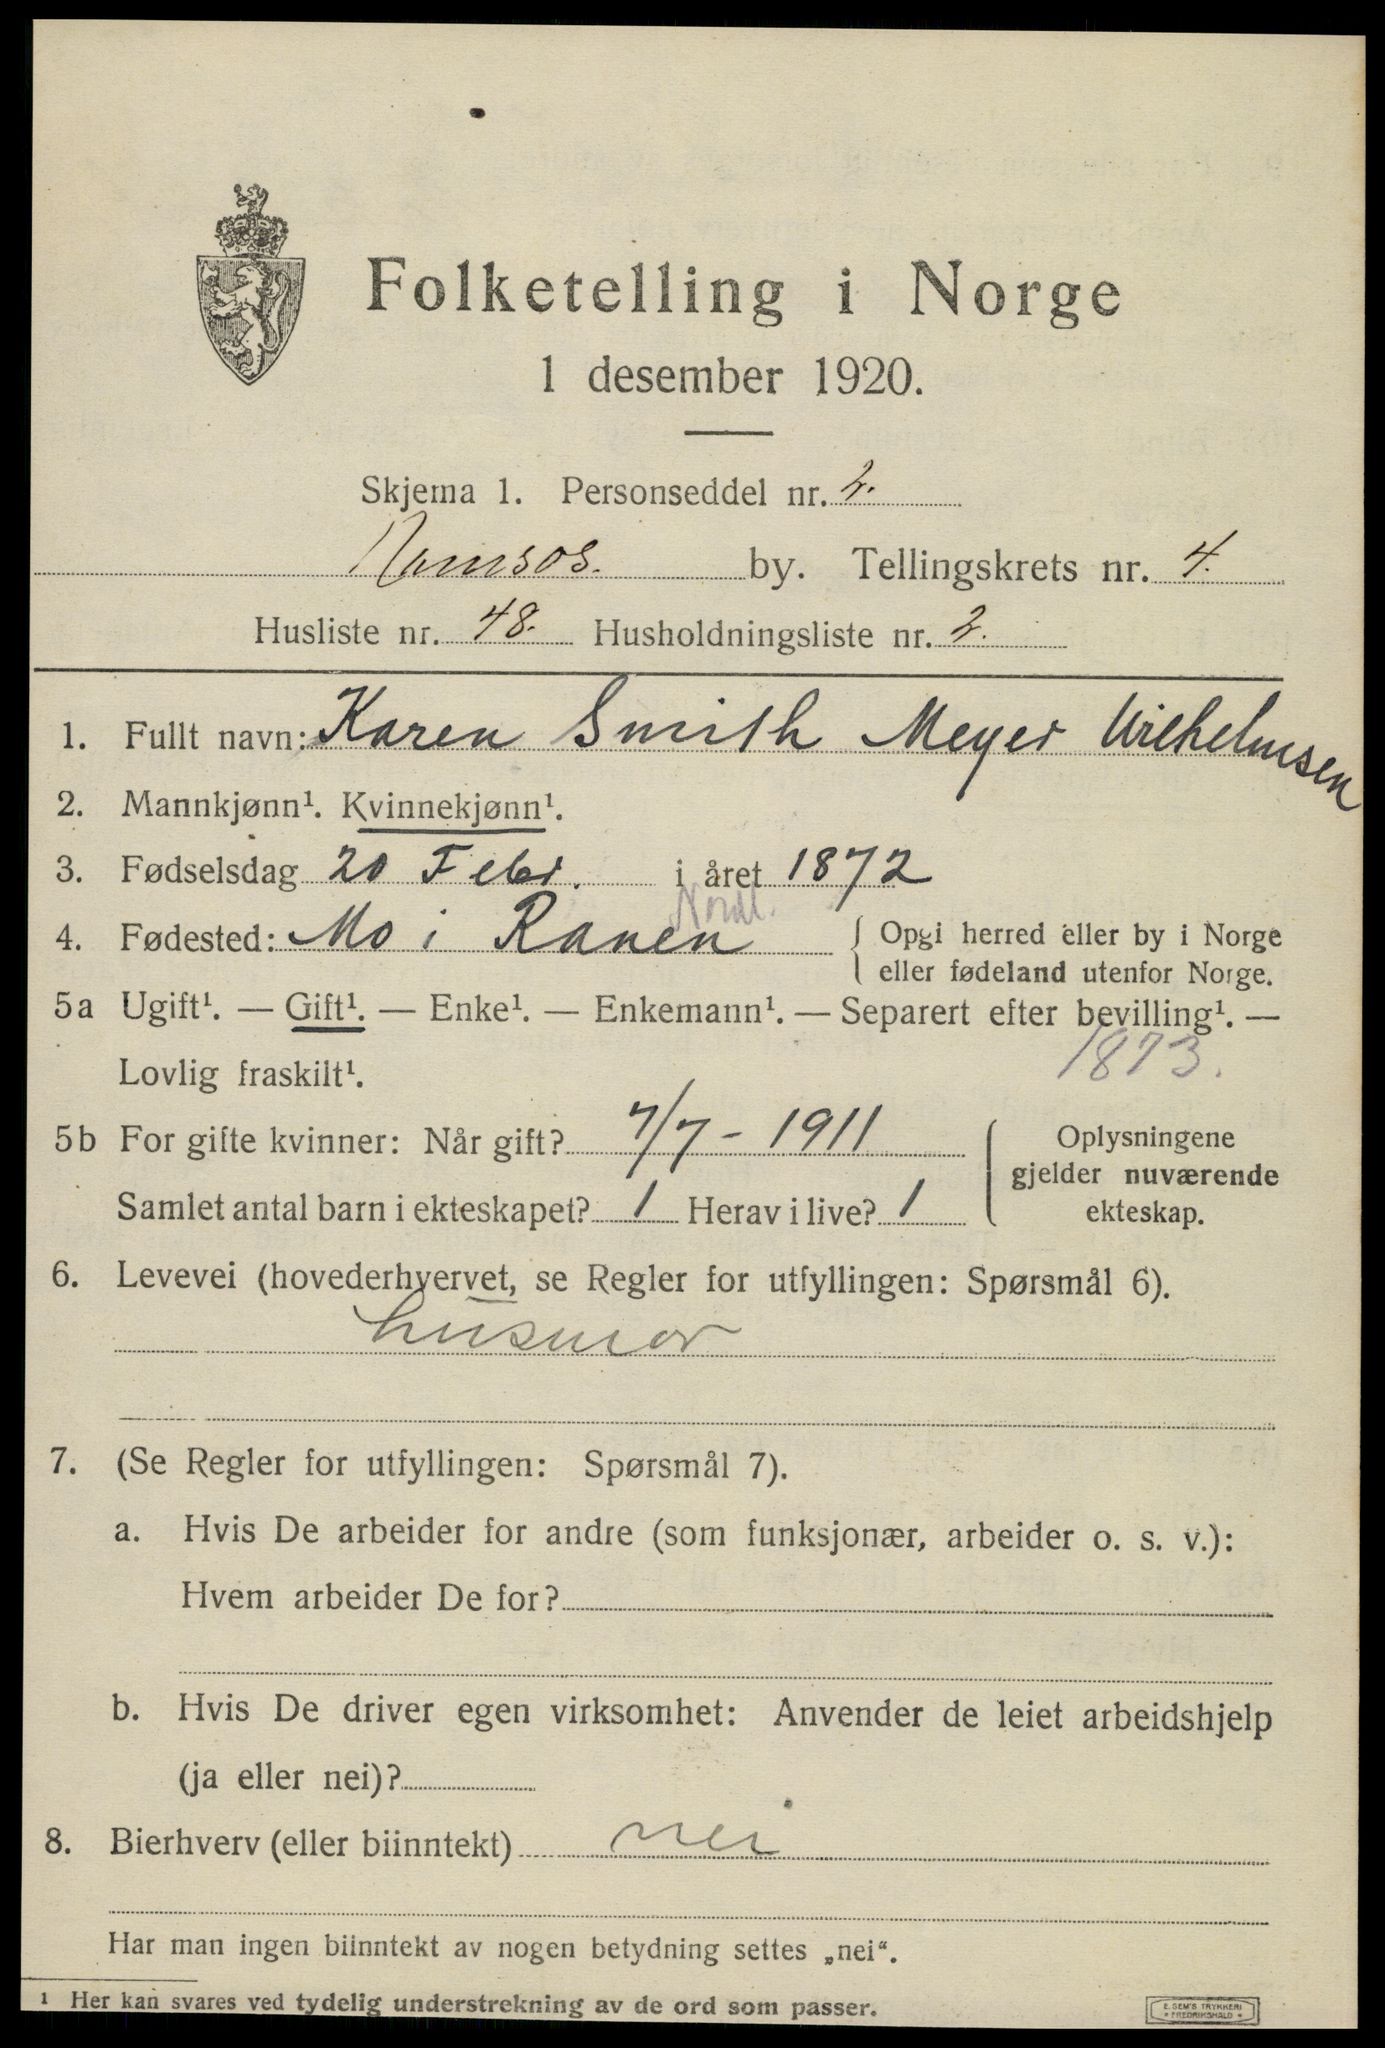 Folketelling i Norge
1 desember 1920.
Skjema 1. Personseddel nr. 2.
Namsos. by. Tellingskrets nr. 4.
Husliste nr. 48. Husholdningsliste nr. 2.
1. Fullt navn: Karen Smith Meyer Wilhelmsen
2. Mannkjønn¹. Kvinnekjønn¹.
3. Fødselsdag 20 Febr. i året 1872
Nordl.
4. Fødested: Mo i Ranen { Opgi herred eller by i Norge
eller fødeland utenfor Norge.
5a Ugift¹. — Gift¹. — Enke¹. — Enkemann¹. — Separert efter bevilling¹. —
Lovlig fraskilt¹. 1873.
5b For gifte kvinner: Når gift? 7/7 - 1911
Samlet antal barn i ekteskapet? 1 Herav i live? 1
{ Oplysningene
gjelder nuværende
ekteskap.
6. Levevei (hovederhvervet, se Regler for utfyllingen: Spørsmål 6).
husmor
7. (Se Regler for utfyllingen: Spørsmål 7).
a. Hvis De arbeider for andre (som funksjonær, arbeider o. s. v.):
Hvem arbeider De for?
b. Hvis De driver egen virksomhet: Anvender de leiet arbeidshjelp
(ja eller nei)?
8. Bierhverv (eller biinntekt) nei
Har man ingen biinntekt av nogen betydning settes „nei“.
¹ Her kan svares ved tydelig understrekning av de ord som passer.
E. SEM'S TRYKKERI
* FREDRIKSHALD *